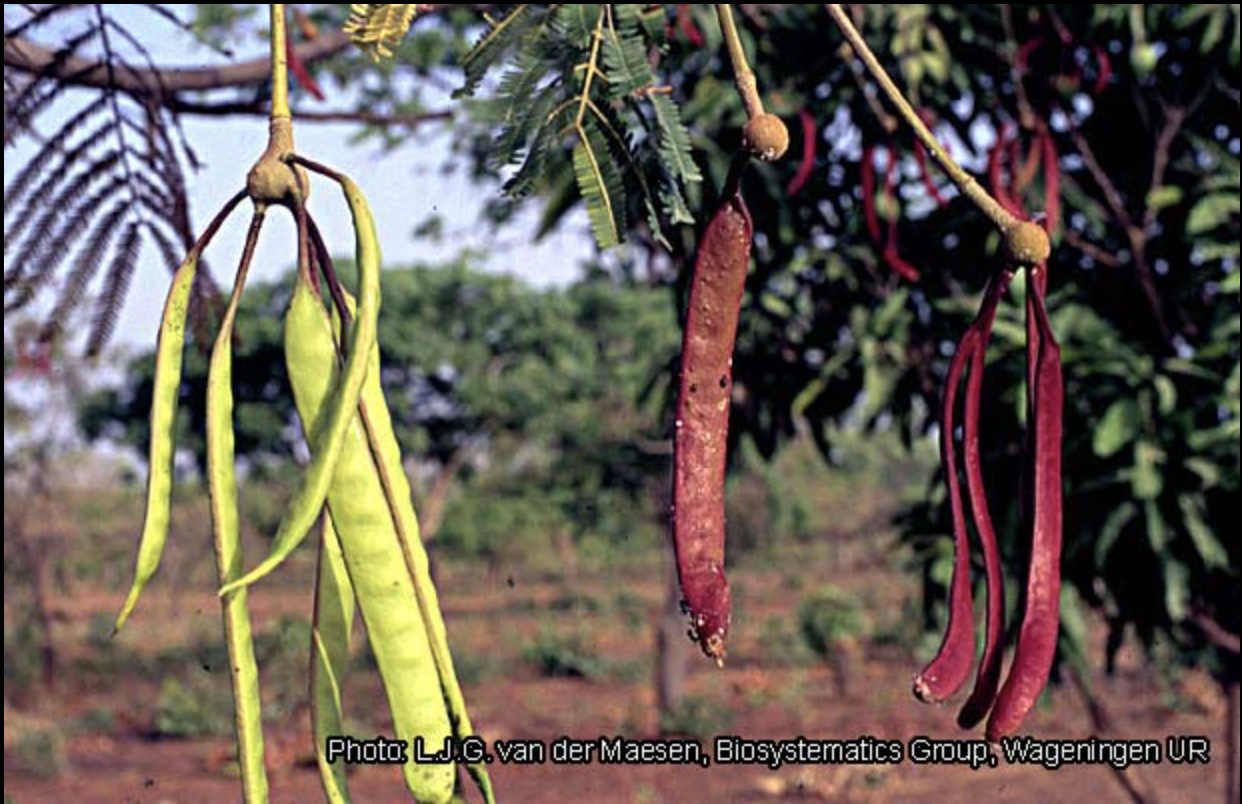 Photo: L.J.G. van der Maesen, Biosystematics Group, Wageningen UR